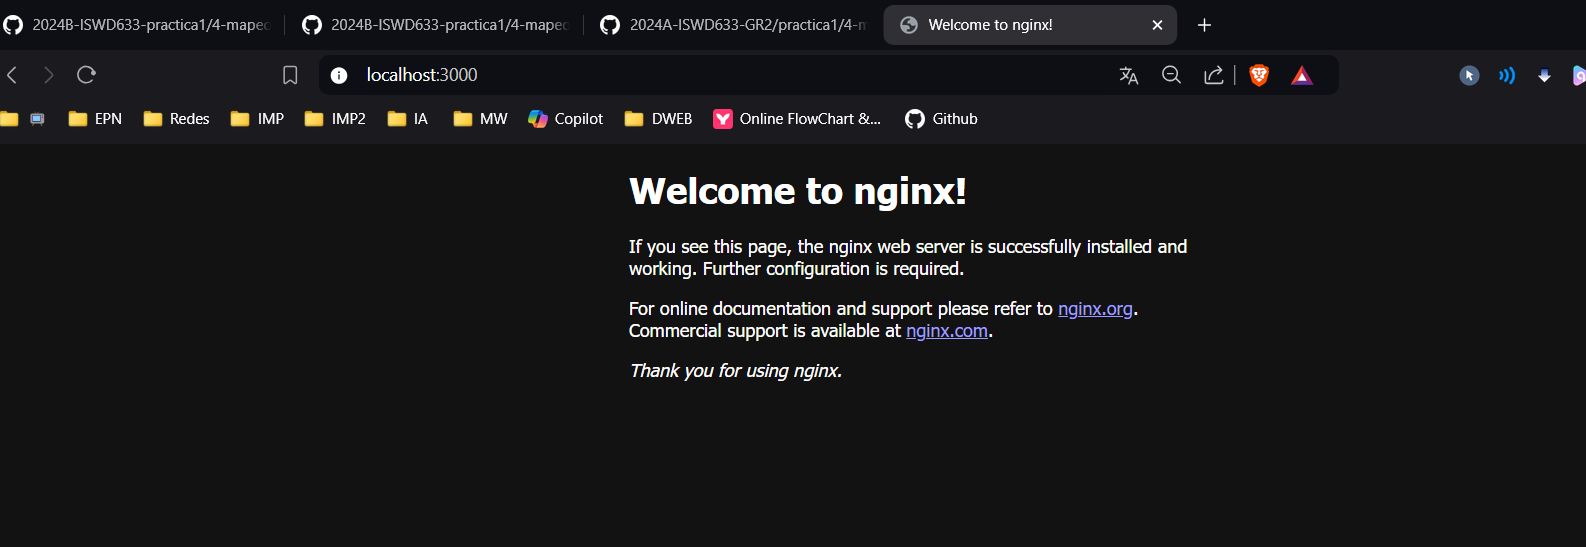 2024B-ISWD633-practica1/4-mapeo
2024B-ISWD633-practica1/4-mapeo
2024A-ISWD633-GR2/practica1/4-m
Welcome to nginx!
localhost:3000
EPN
Redes
IMP
IMP2
IA
MW
Copilot
DWEB
Online FlowChart &...
Github
Welcome to nginx!
If you see this page, the nginx web server is successfully installed and
working. Further configuration is required.
For online documentation and support please refer to nginx.org.
Commercial support is available at nginx.com.
Thank you for using nginx.